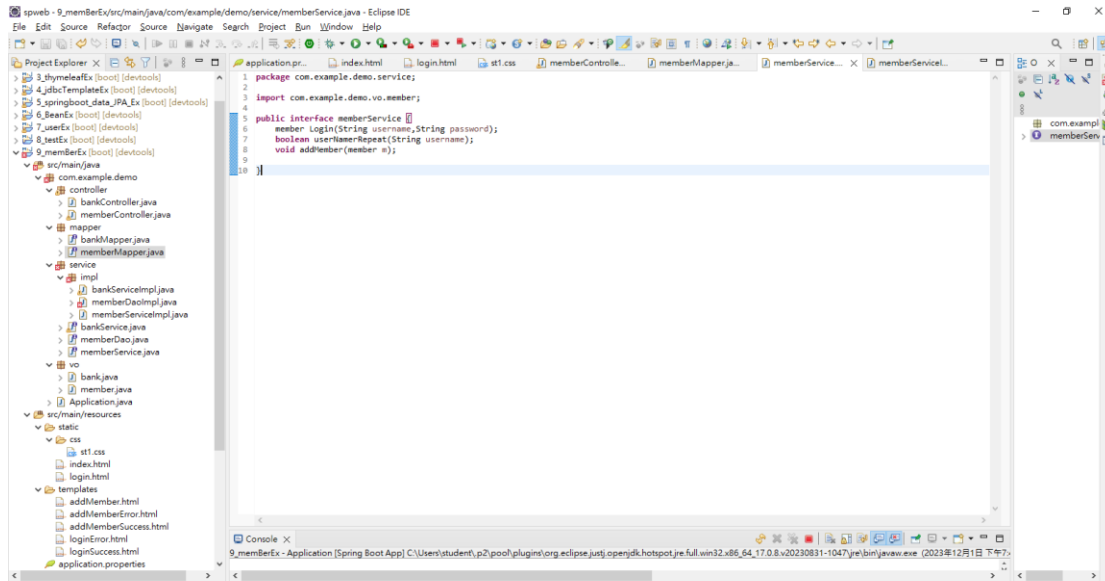 spweb - 9_memBerEx/src/main/java/com/example/demo/service/memberService.java - Eclipse IDE
File Edit Source Refactor Source Navigate Search Project Run Window Help
Project Explorer
3_thymeleafEx [boot] [devtools]
4_jdbcTemplateEx [boot] [devtools]
5_springboot_data_JPA_Ex [boot] [devtools]
6_BeanEx [boot] [devtools]
7_userEx [boot] [devtools]
8_testEx [boot] [devtools]
9_memBerEx [boot] [devtools]
src/main/java
com.example.demo
controller
bankController.java
memberController.java
mapper
bankMapper.java
memberMapper.java
service
impl
bankServiceImpl.java
memberDaoImpl.java
memberServiceImpl.java
bankService.java
memberDao.java
memberService.java
vo
bank.java
member.java
Application.java
src/main/resources
static
css
st1.css
index.html
login.html
templates
addMember.html
addMemberError.html
addMemberSuccess.html
loginError.html
loginSuccess.html
application.properties
application.pr... index.html login.html st1.css memberControlle... memberMapper.ja... memberService... memberServiceI...
1 package com.example.demo.service;
2
3 import com.example.demo.vo.member;
4
5 public interface memberService {
6 member Login(String username,String password);
7 boolean userNamerRepeat(String username);
8 void addMember(member m);
9
10 }
O
com.exampl
memberServ
Console
9_memBerEx - Application [Spring Boot App] C:\Users\student\.p2\pool\plugins\org.eclipse.justj.openjdk.hotspot.jre.full.win32.x86_64_17.0.8.v20230831-1047\jre\bin\javaw.exe (2023年12月1日 下午7: